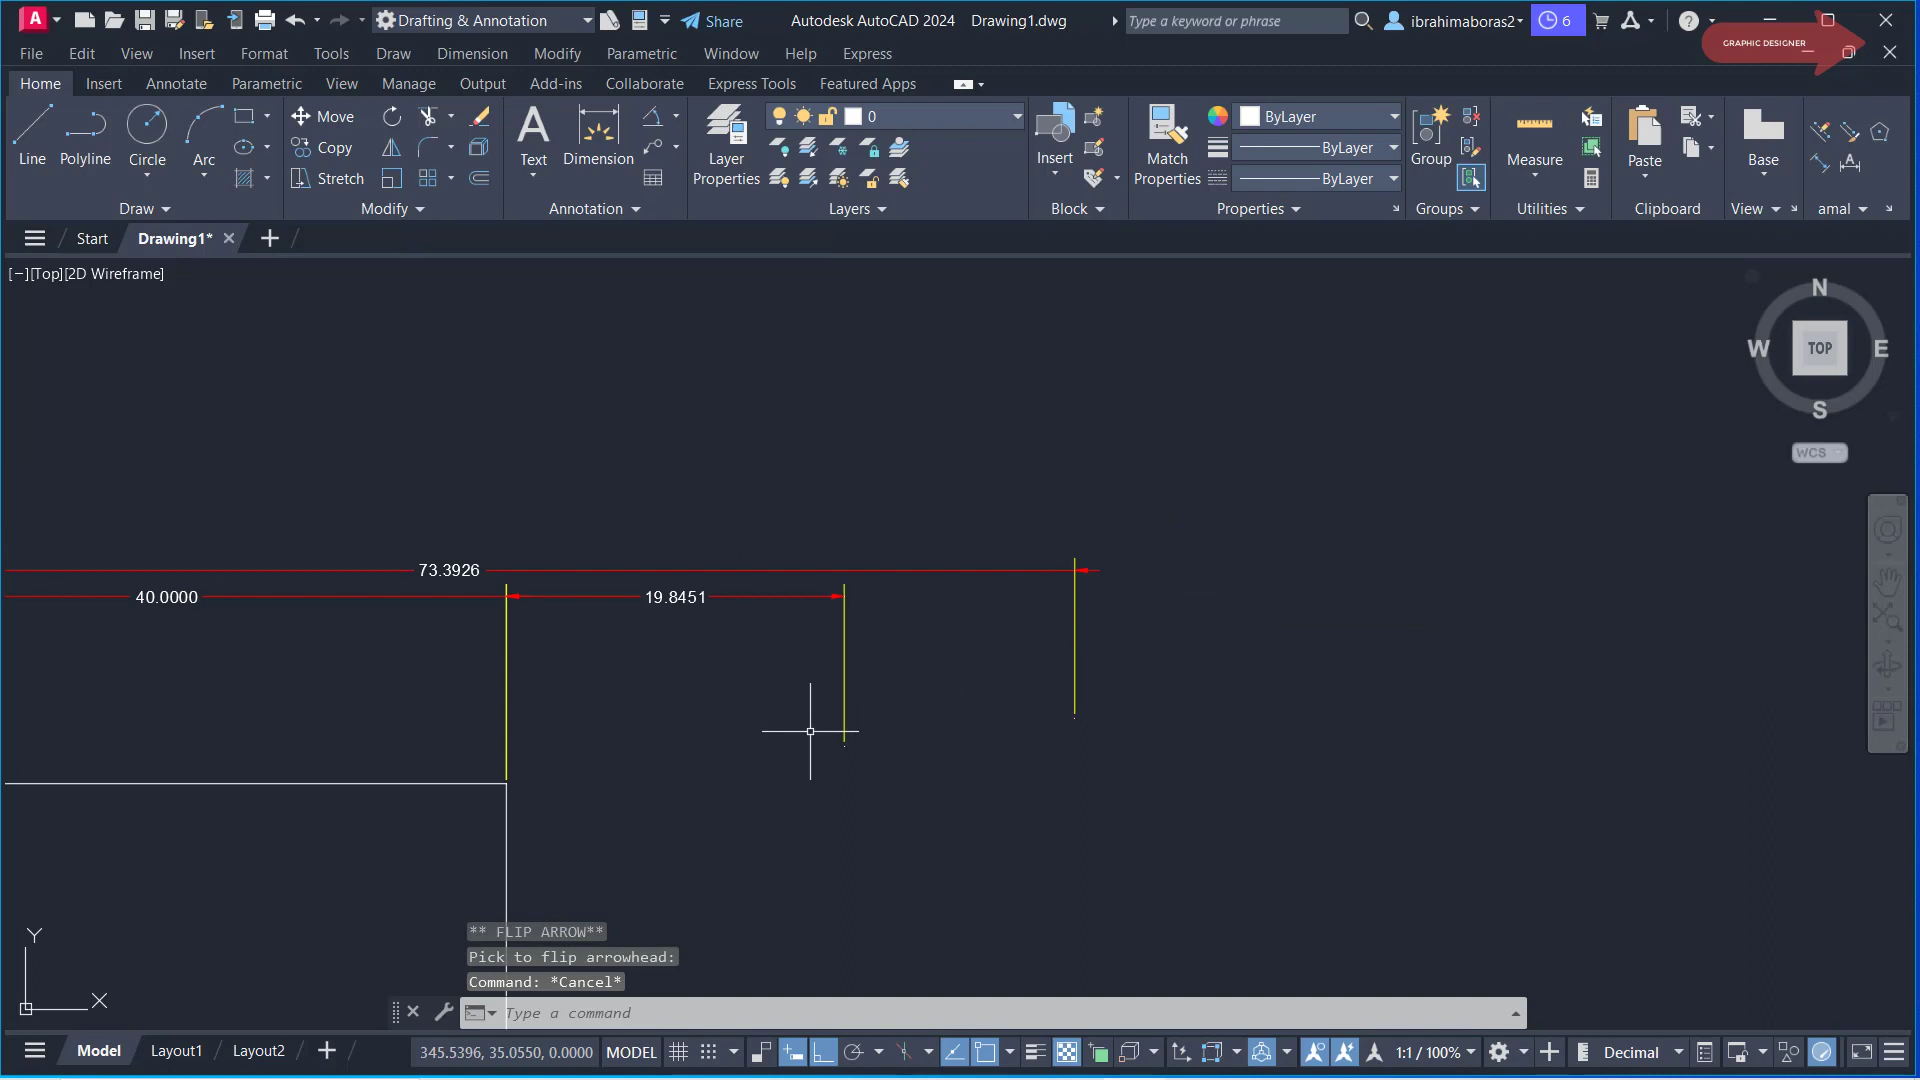 A Drafting & Annotation Share Autodesk AutoCAD 2024 Drawing1.dwg Type a keyword or phrase ibrahimaboras2 6 ?
GRAPHIC DESIGNER
File Edit View Insert Format Tools Draw Dimension Modify Parametric Window Help Express
Home Insert Annotate Parametric View Manage Output Add-ins Collaborate Express Tools Featured Apps
Line Polyline Circle Arc
Move Copy Stretch
Text Dimension
Layer Properties
0
Insert
Match Properties
ByLayer
ByLayer
ByLayer
Group Measure Paste Base
Draw Modify Annotation Layers Block Properties Groups Utilities Clipboard View amal
Start Drawing1*
[−][Top][2D Wireframe]
N
W TOP E
S
WCS
73.3926
40.0000 19.8451
Y
X
** FLIP ARROW**
Pick to flip arrowhead:
Command: *Cancel*
Type a command
Model Layout1 Layout2 345.5396, 35.0550, 0.0000 MODEL 1:1 / 100% Decimal